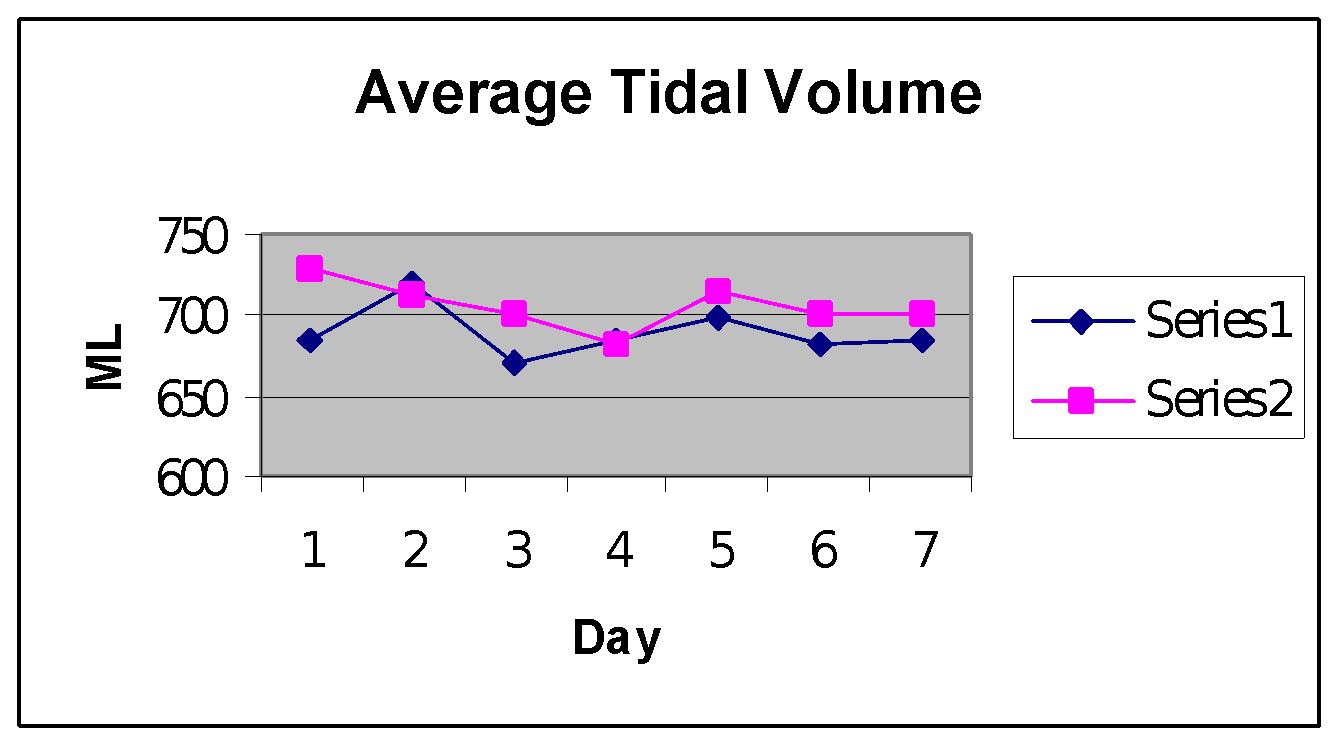 Average Tidal Volume
750
700
650
600
ML
1 2 3 4 5 6 7
Day
Series1
Series2